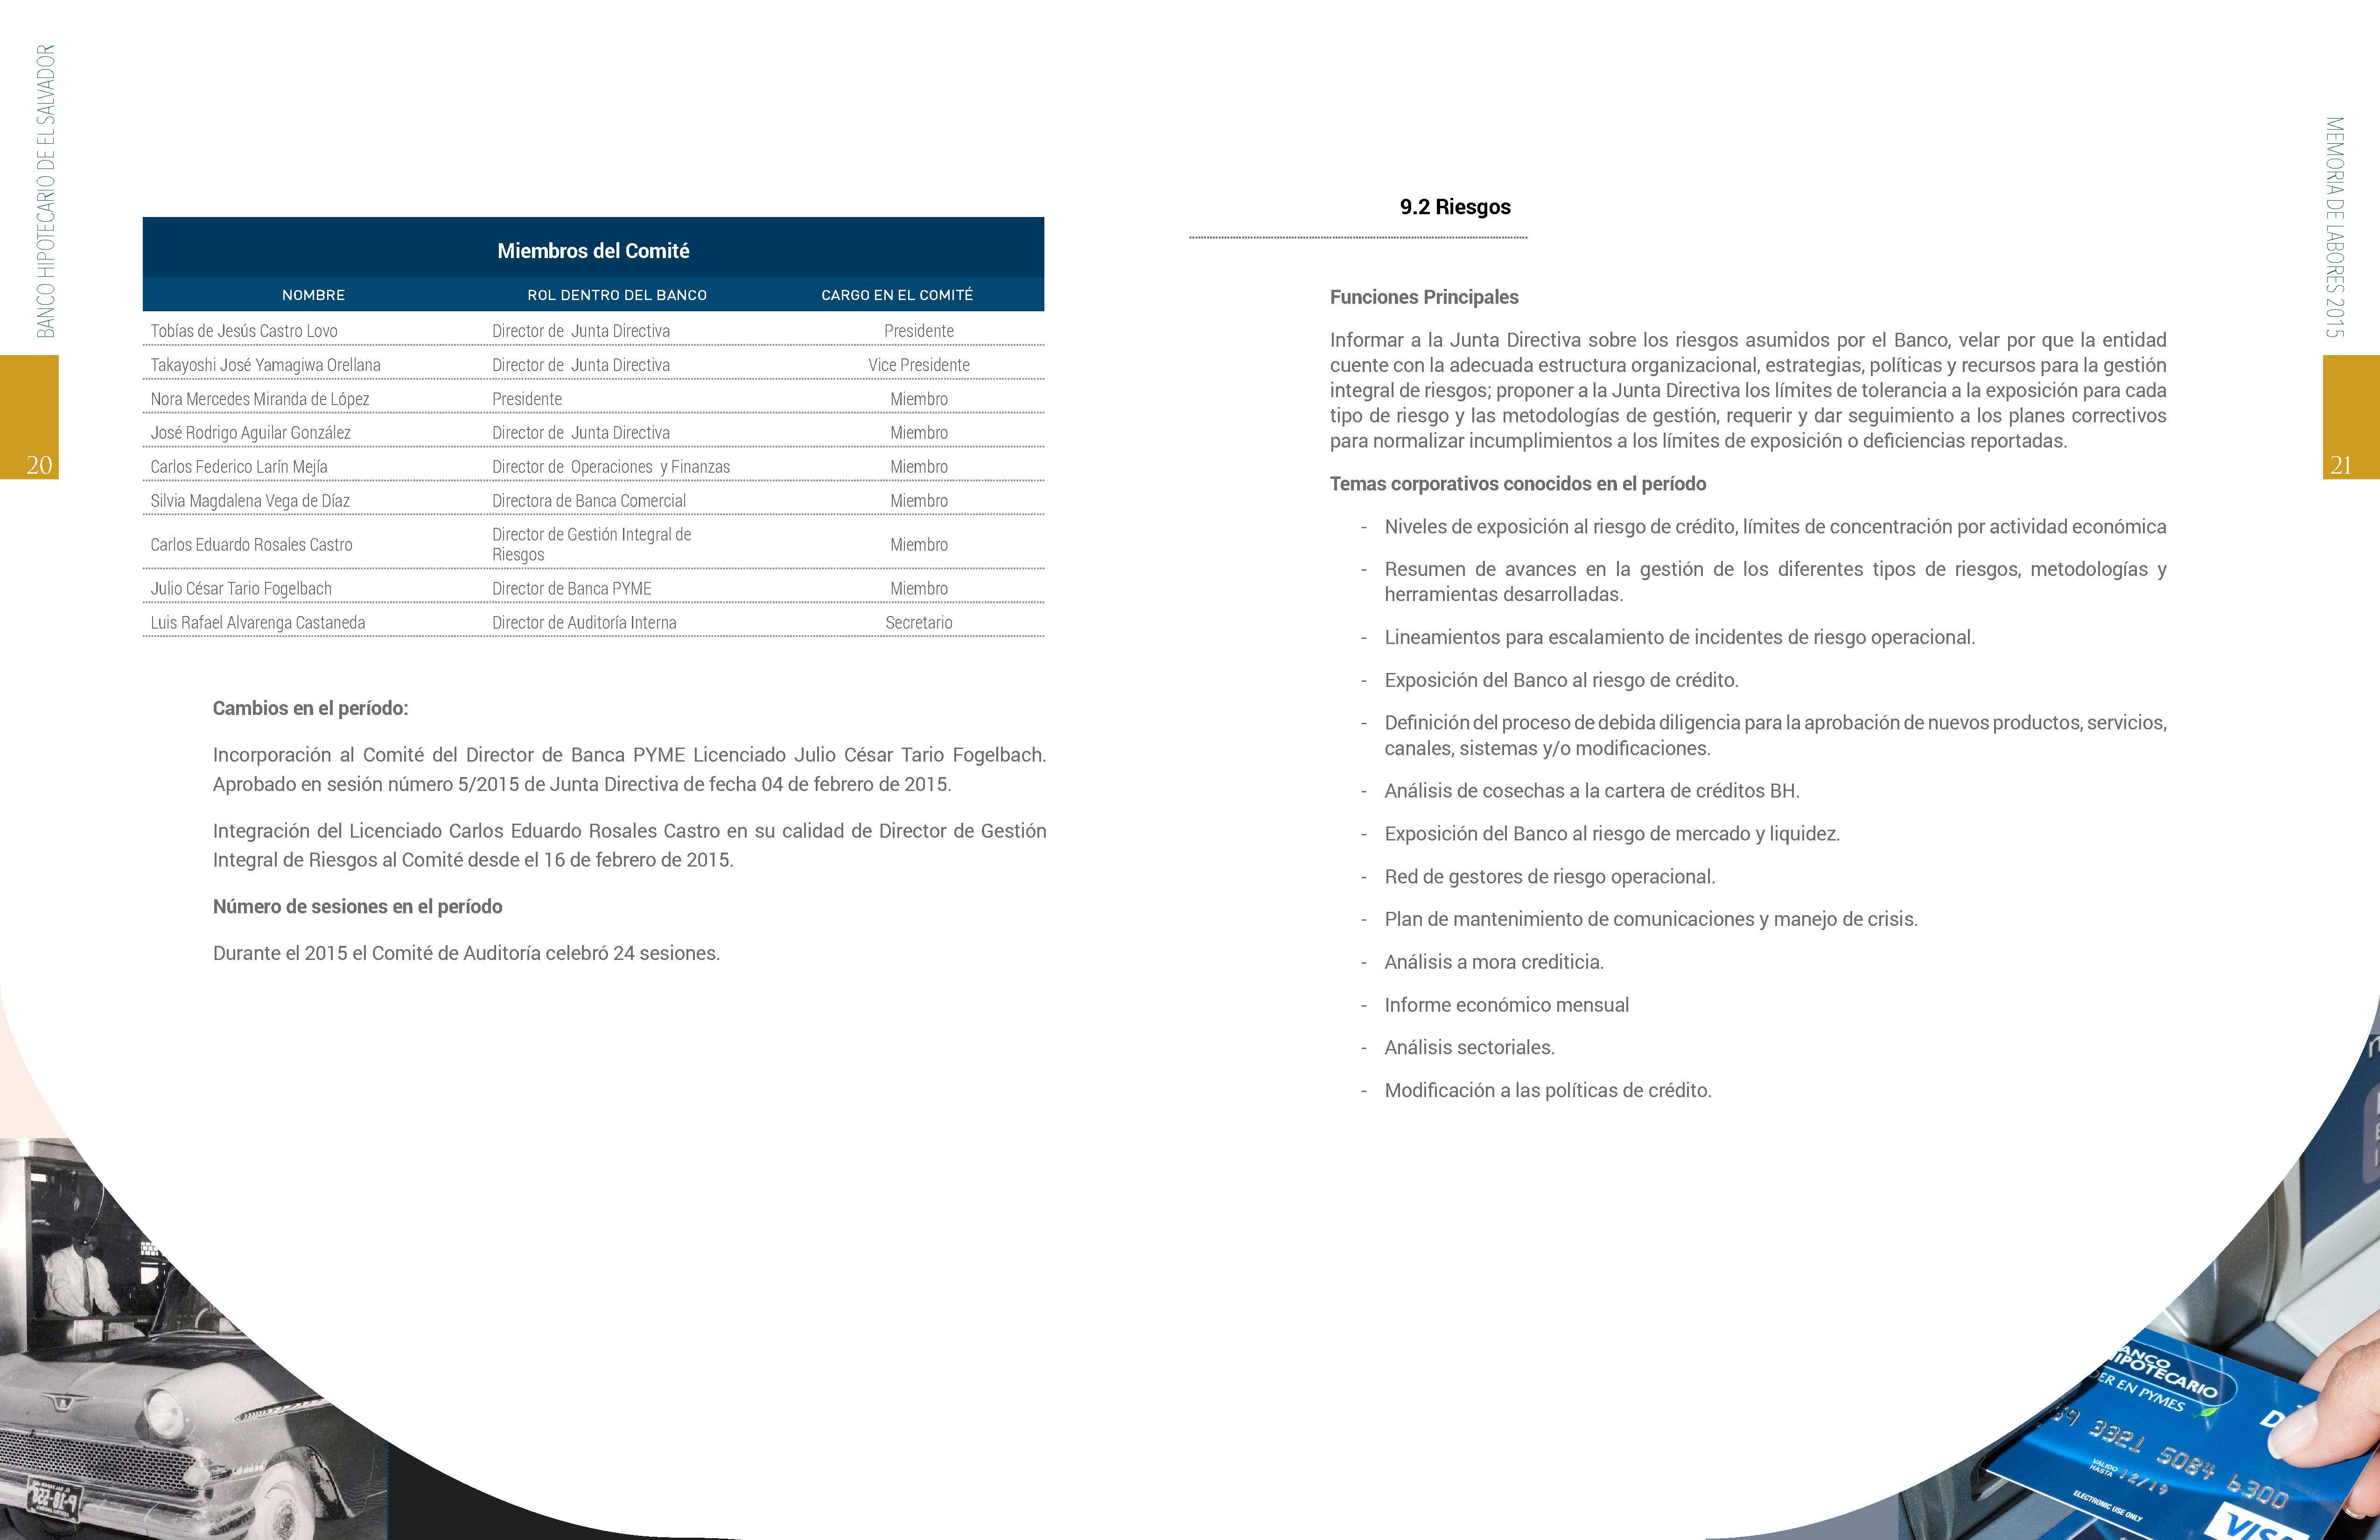 BANCO HIPOTECARIO DE EL SALVADOR
20
Miembros del Comité
NOMBRE ROL DENTRO DEL BANCO CARGO EN EL COMITÉ
Tobías de Jesús Castro Lovo Director de Junta Directiva Presidente
Takayoshi José Yamagiwa Orellana Director de Junta Directiva Vice Presidente
Nora Mercedes Miranda de López Presidente Miembro
José Rodrigo Aguilar González Director de Junta Directiva Miembro
Carlos Federico Larín Mejía Director de Operaciones y Finanzas Miembro
Silvia Magdalena Vega de Díaz Directora de Banca Comercial Miembro
Carlos Eduardo Rosales Castro Director de Gestión Integral de Riesgos Miembro
Julio César Tario Fogelbach Director de Banca PYME Miembro
Luis Rafael Alvarenga Castaneda Director de Auditoría Interna Secretario
Cambios en el período:
Incorporación al Comité del Director de Banca PYME Licenciado Julio César Tario Fogelbach.
Aprobado en sesión número 5/2015 de Junta Directiva de fecha 04 de febrero de 2015.
Integración del Licenciado Carlos Eduardo Rosales Castro en su calidad de Director de Gestión
Integral de Riesgos al Comité desde el 16 de febrero de 2015.
Número de sesiones en el período
Durante el 2015 el Comité de Auditoría celebró 24 sesiones.
MEMORIA DE LABORES 2015
21
9.2 Riesgos
Funciones Principales
Informar a la Junta Directiva sobre los riesgos asumidos por el Banco, velar por que la entidad
cuente con la adecuada estructura organizacional, estrategias, políticas y recursos para la gestión
integral de riesgos; proponer a la Junta Directiva los límites de tolerancia a la exposición para cada
tipo de riesgo y las metodologías de gestión, requerir y dar seguimiento a los planes correctivos
para normalizar incumplimientos a los límites de exposición o deficiencias reportadas.
Temas corporativos conocidos en el período
- Niveles de exposición al riesgo de crédito, límites de concentración por actividad económica
- Resumen de avances en la gestión de los diferentes tipos de riesgos, metodologías y
herramientas desarrolladas.
- Lineamientos para escalamiento de incidentes de riesgo operacional.
- Exposición del Banco al riesgo de crédito.
- Definición del proceso de debida diligencia para la aprobación de nuevos productos, servicios,
canales, sistemas y/o modificaciones.
- Análisis de cosechas a la cartera de créditos BH.
- Exposición del Banco al riesgo de mercado y liquidez.
- Red de gestores de riesgo operacional.
- Plan de mantenimiento de comunicaciones y manejo de crisis.
- Análisis a mora crediticia.
- Informe económico mensual
- Análisis sectoriales.
- Modificación a las políticas de crédito.
EN PYMES
3321 5084 6300
VALIDO
HASTA 12/19
ELECTRONIC USE ONLY